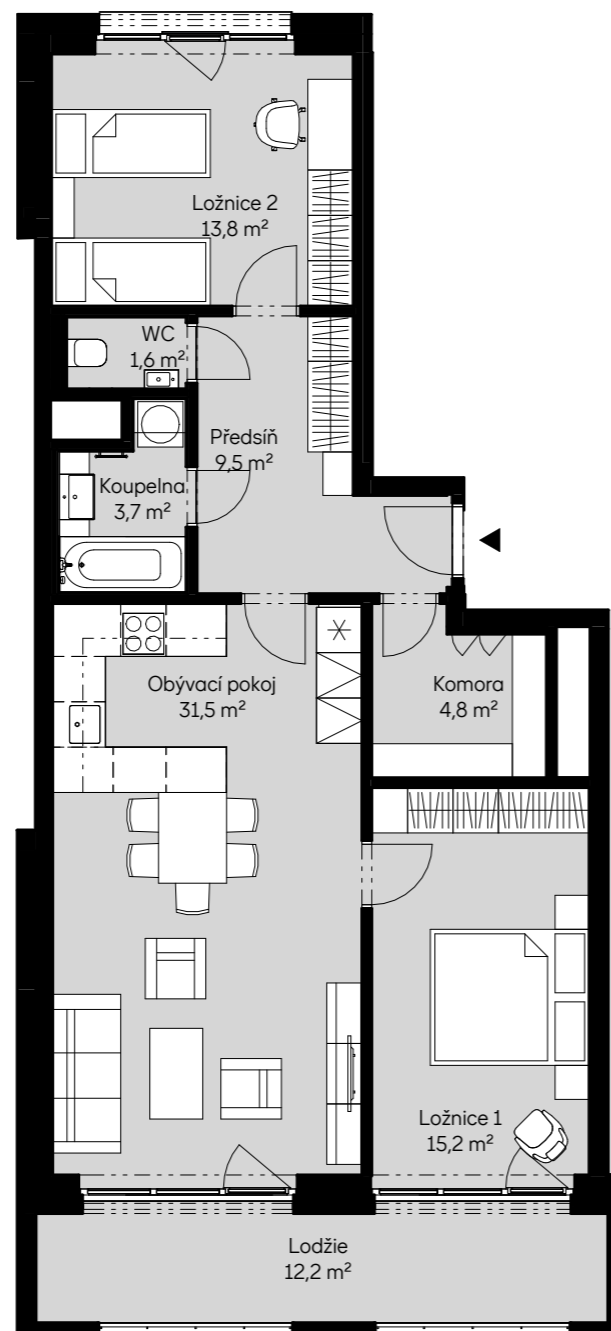 Ložnice 2
13,8 m²
WC
1,6 m²
Předsíň
9,5 m²
Koupelna
3,7 m²
Obývací pokoj
31,5 m²
Komora
4,8 m²
Ložnice 1
15,2 m²
Lodžie
12,2 m²